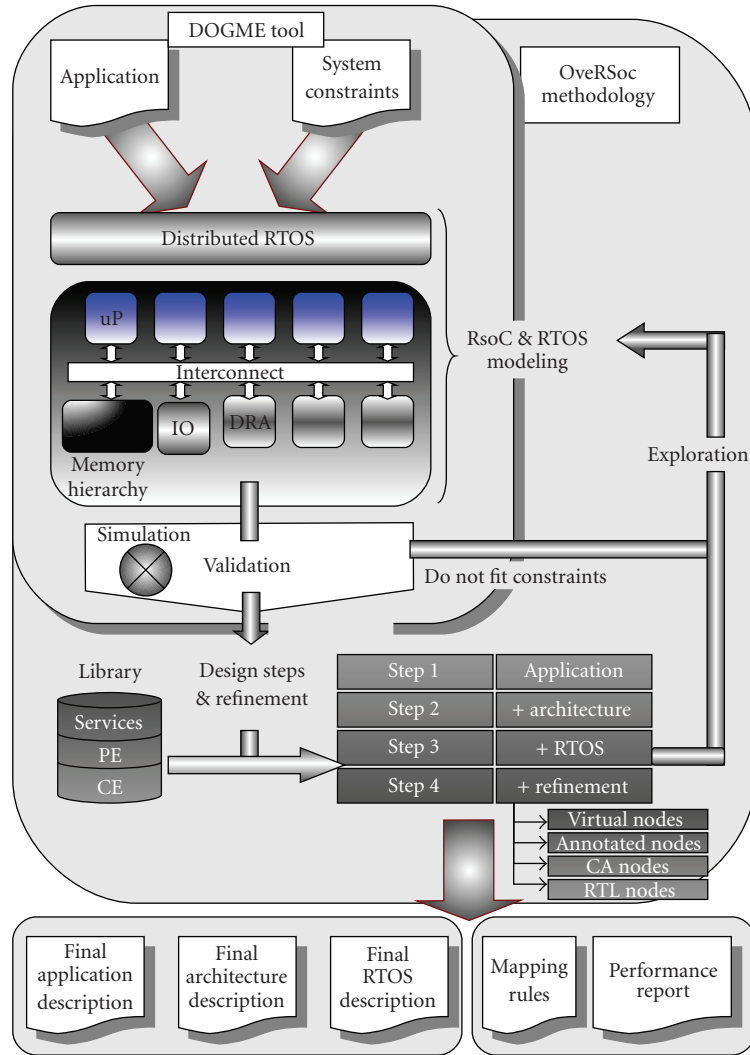 DOGME tool
Application
System
constraints
OveRSoc
methodology
Distributed RTOS
uP
Interconnect
IO
DRA
Memory
hierarchy
RsoC & RTOS
modeling
Exploration
Simulation
Validation
Do not fit constraints
Library
Services
PE
CE
Design steps
& refinement
Step 1
Application
Step 2
+ architecture
Step 3
+ RTOS
Step 4
+ refinement
Virtual nodes
Annotated nodes
CA nodes
RTL nodes
Final
application
description
Final
architecture
description
Final
RTOS
description
Mapping
rules
Performance
report